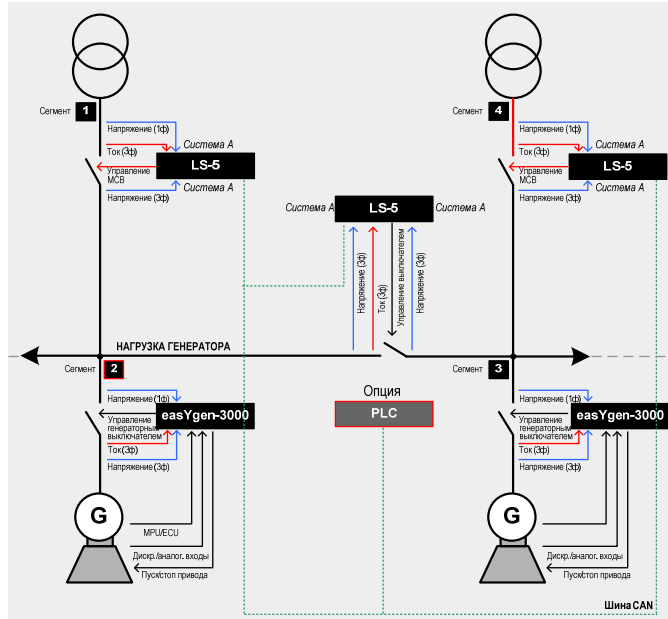 Сегмент 1
Напряжение (1ф)
Ток (3ф)
Система А
LS-5
Управление
МСВ
Система А
Напряжение (3ф)
Сегмент 4
Напряжение (1ф)
Ток (3ф)
Система А
LS-5
Управление
МСВ
Система А
Напряжение (3ф)
Система А
LS-5
Система А
Напряжение (3ф)
Ток (3ф)
Управление выключателем
Напряжение (3ф)
НАГРУЗКА ГЕНЕРАТОРА
Сегмент 2
Сегмент 3
Напряжение (1ф)
easYgen-3000
Управление
генераторным
выключателем
Ток (3ф)
Напряжение (3ф)
G
MPU/ECU
Дискр./аналог. входы
Пуск/стоп привода
Опция
PLC
Напряжение (1ф)
easYgen-3000
Управление
генераторным
выключателем
Ток (3ф)
Напряжение (3ф)
G
Дискр./аналог. входы
Пуск/стоп привода
Шина CAN